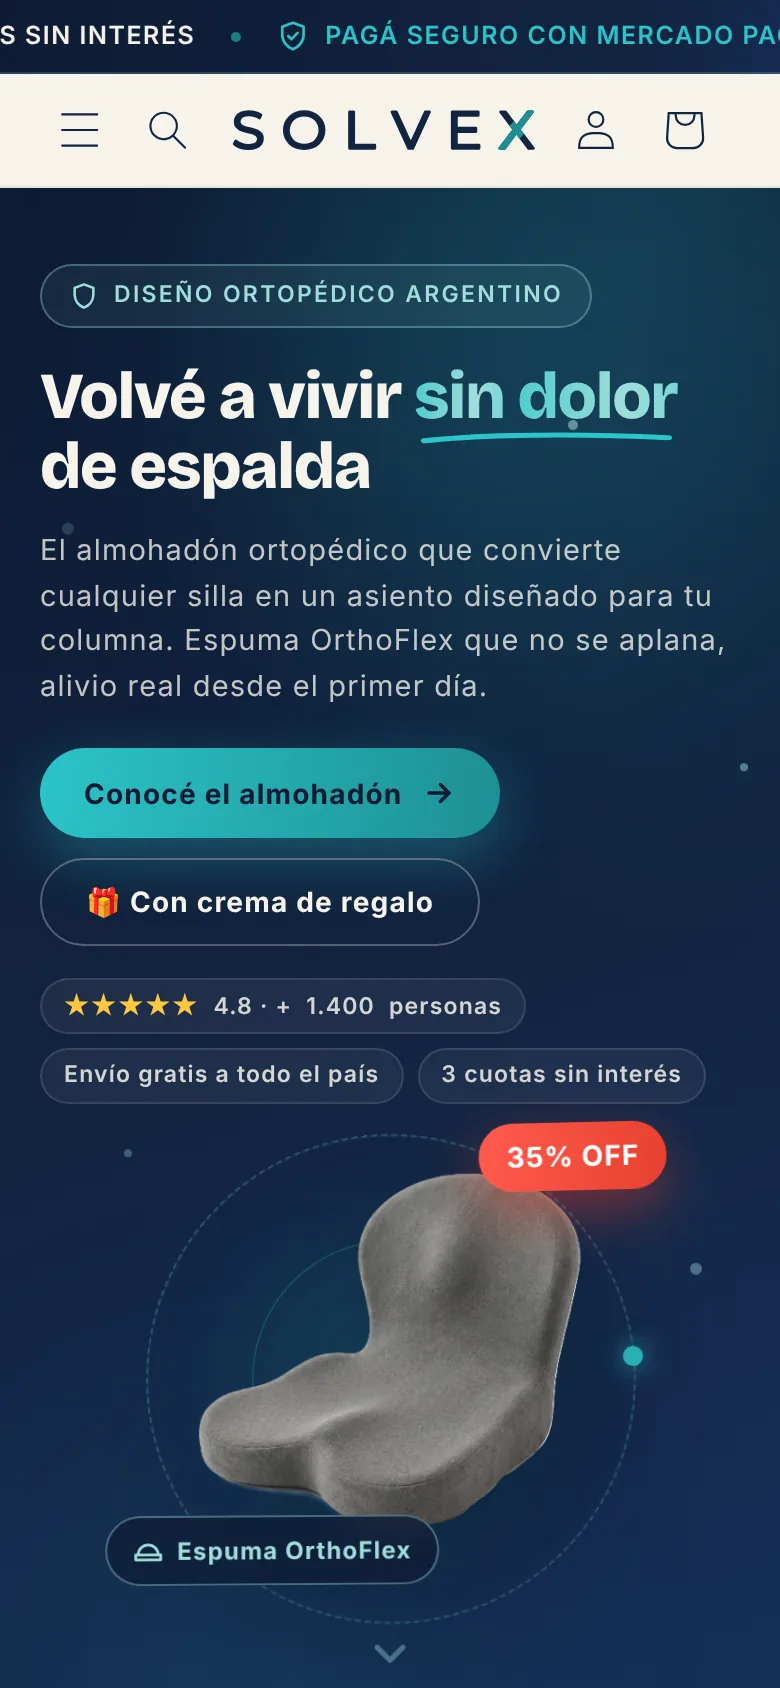 S SIN INTERÉS • PAGÁ SEGURO CON MERCADO PA
SOLVEX
DISEÑO ORTOPÉDICO ARGENTINO
Volvé a vivir sin dolor
de espalda
El almohadón ortopédico que convierte
cualquier silla en un asiento diseñado para tu
columna. Espuma OrthoFlex que no se aplana,
alivio real desde el primer día.
Conocé el almohadón →
🎁 Con crema de regalo
★★★★★ 4.8 · + 1.400 personas
Envío gratis a todo el país
3 cuotas sin interés
35% OFF
Espuma OrthoFlex